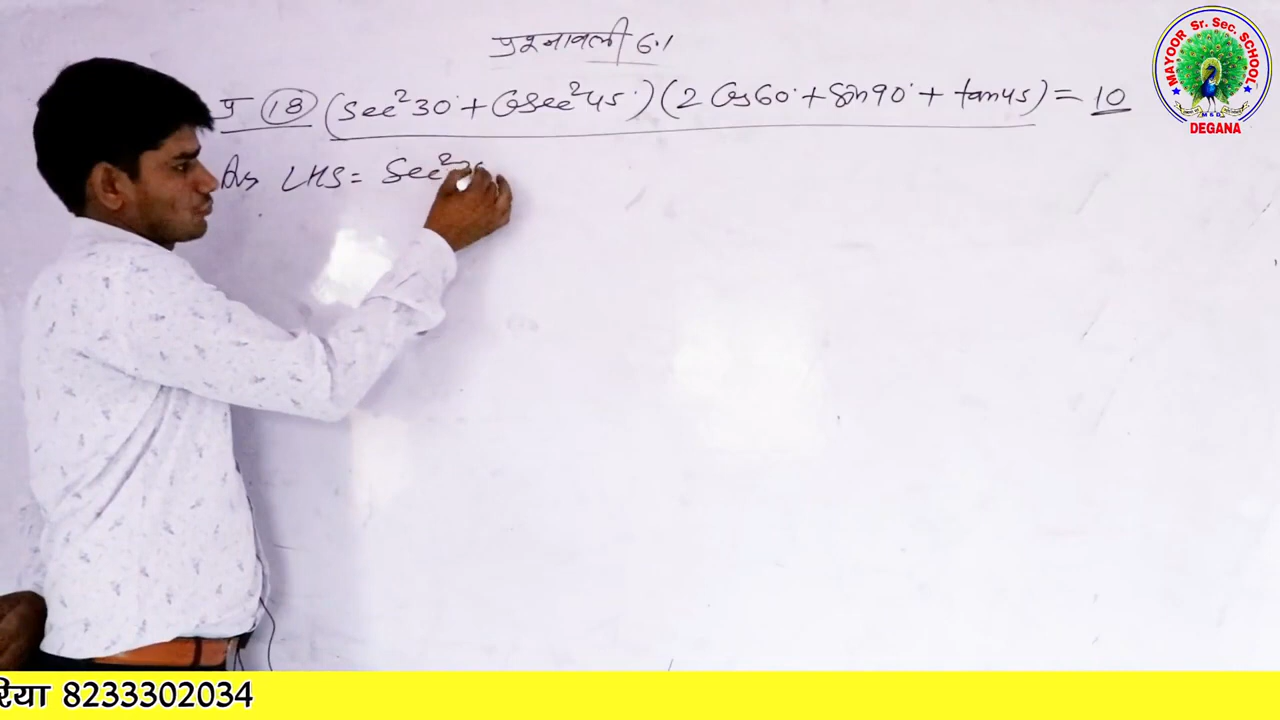 प्रश्नावली 6.1
प्र 18 (Sec²30° + Cosec²45°) (2 Cos60° + Sin90° + tan45) = 10
Ans LHS = Sec²
MAYOOR Sr. Sec. SCHOOL
DEGANA
रिया 8233302034